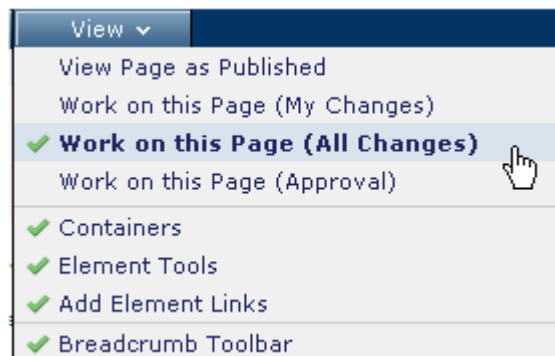 View
View Page as Published
Work on this Page (My Changes)
Work on this Page (All Changes)
Work on this Page (Approval)
Containers
Element Tools
Add Element Links
Breadcrumb Toolbar